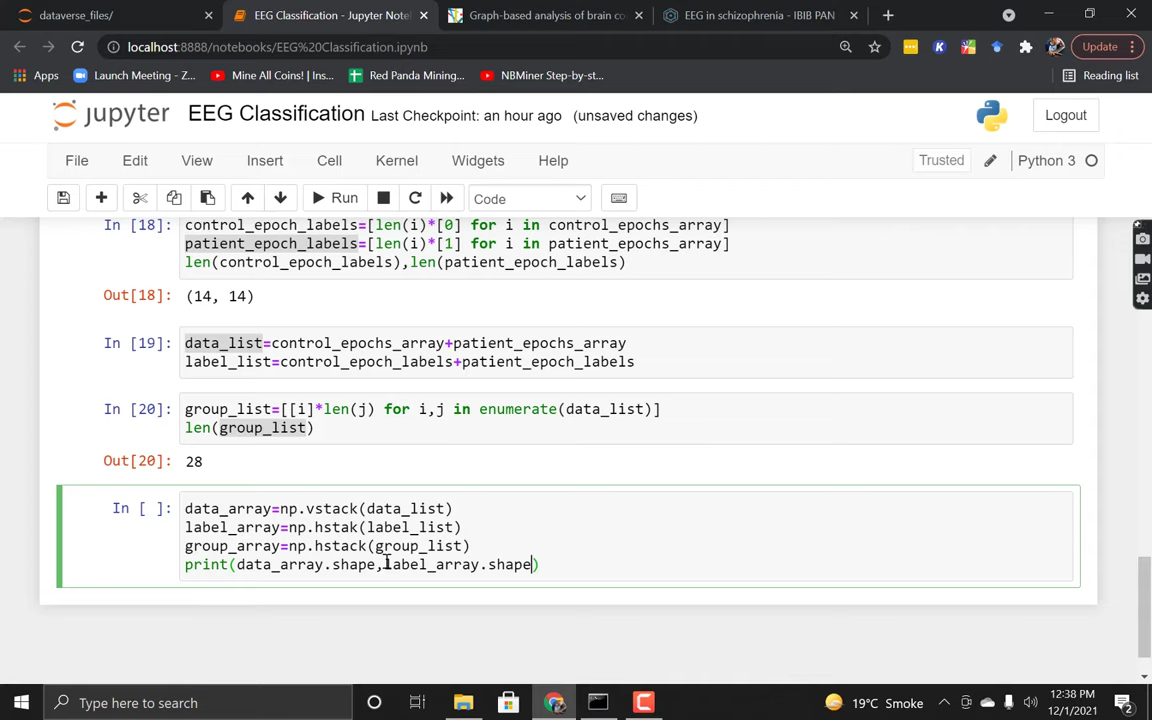 dataverse_files/
EEG Classification - Jupyter Note
Graph-based analysis of brain co
EEG in schizophrenia - IBIB PAN
localhost:8888/notebooks/EEG%20Classification.ipynb
Update
Apps
Launch Meeting - Z...
Mine All Coins! | Ins...
Red Panda Mining...
NBMiner Step-by-st...
Reading list
jupyter EEG Classification Last Checkpoint: an hour ago (unsaved changes)
Logout
File Edit View Insert Cell Kernel Widgets Help
Trusted
Python 3
Run
Code
In [18]: control_epoch_labels=[len(i)*[0] for i in control_epochs_array]
patient_epoch_labels=[len(i)*[1] for i in patient_epochs_array]
len(control_epoch_labels),len(patient_epoch_labels)
Out[18]: (14, 14)
In [19]: data_list=control_epochs_array+patient_epochs_array
label_list=control_epoch_labels+patient_epoch_labels
In [20]: group_list=[[i]*len(j) for i,j in enumerate(data_list)]
len(group_list)
Out[20]: 28
In [ ]: data_array=np.vstack(data_list)
label_array=np.hstak(label_list)
group_array=np.hstack(group_list)
print(data_array.shape,label_array.shape)
Type here to search
19°C Smoke
12:38 PM
12/1/2021
2